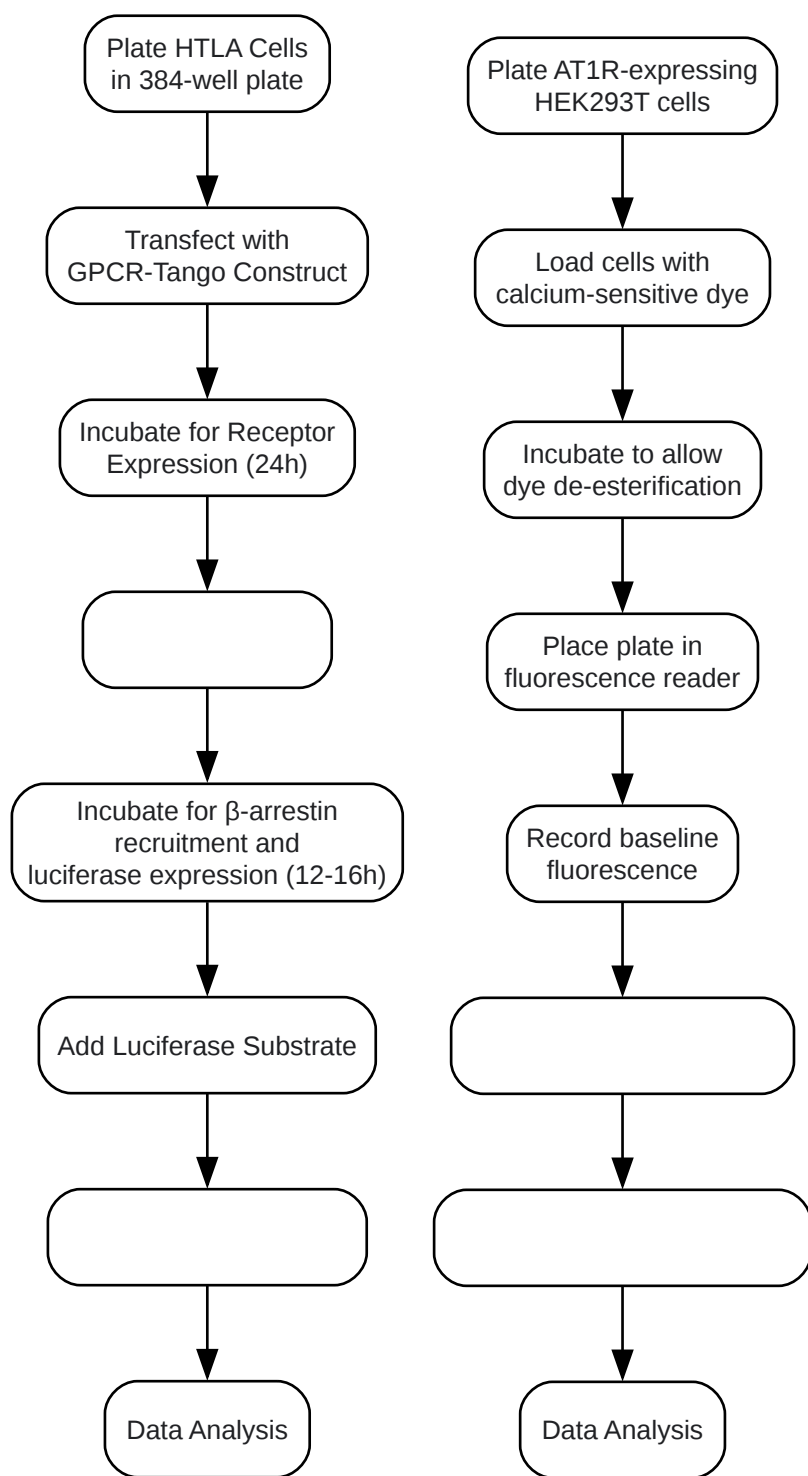 Plate HTLA Cells
in 384-well plate
Transfect with
GPCR-Tango Construct
Incubate for Receptor
Expression (24h)
Incubate for β-arrestin
recruitment and
luciferase expression (12-16h)
Add Luciferase Substrate
Data Analysis
Plate AT1R-expressing
HEK293T cells
Load cells with
calcium-sensitive dye
Incubate to allow
dye de-esterification
Place plate in
fluorescence reader
Record baseline
fluorescence
Data Analysis